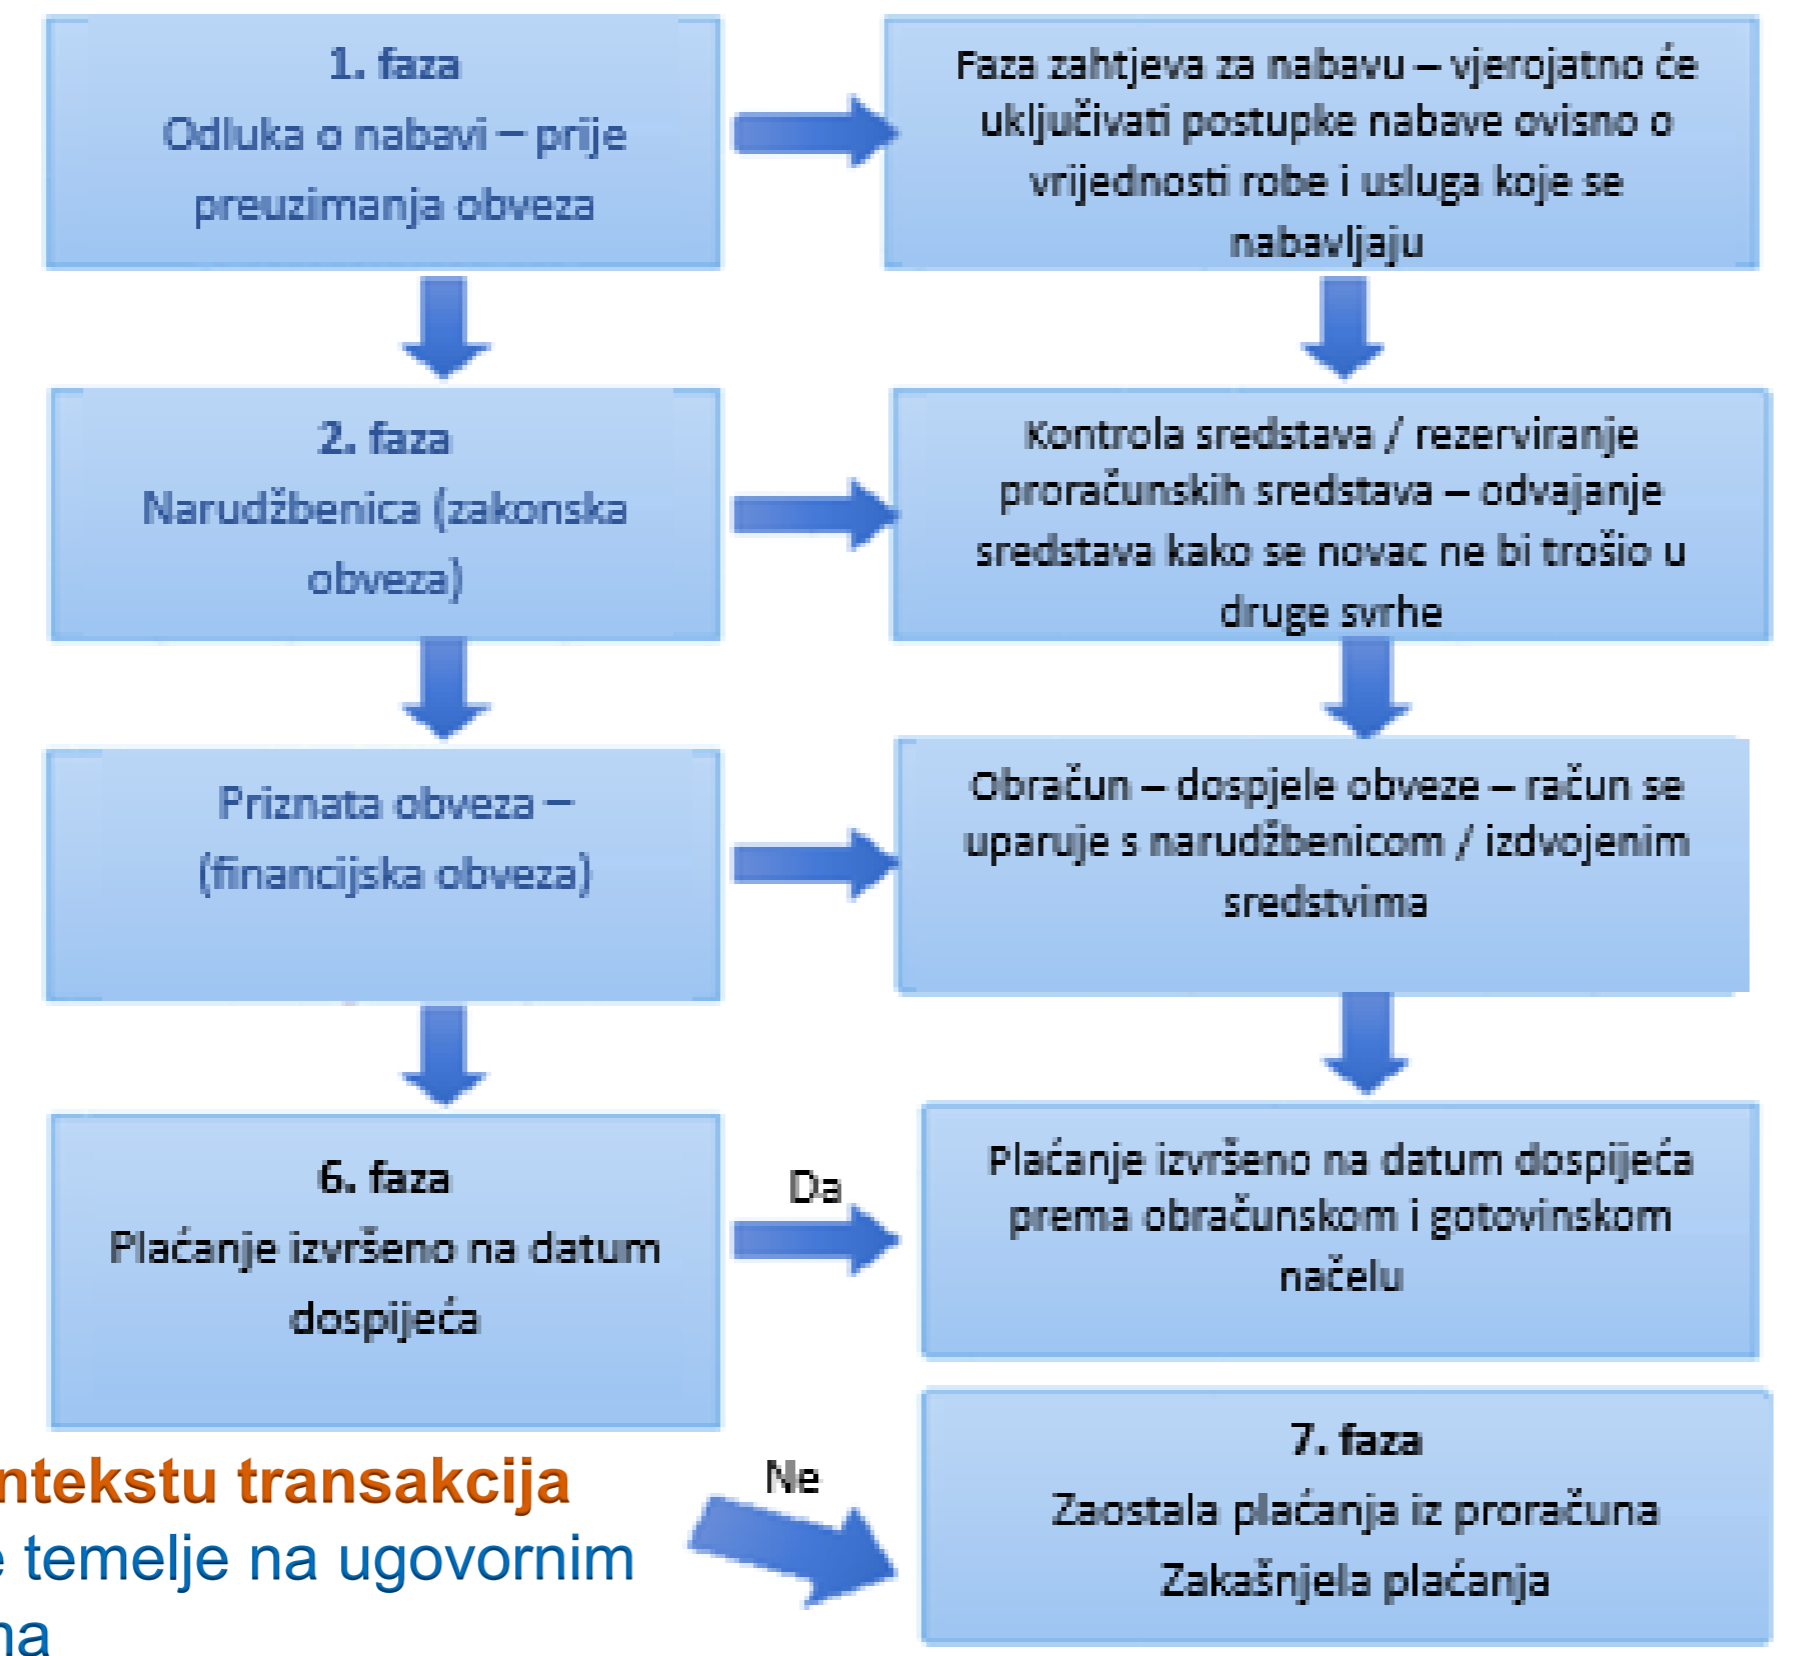 1. faza
Odluka o nabavi – prije
preuzimanja obveza
Faza zahtjeva za nabavu – vjerojatno će
uključivati postupke nabave ovisno o
vrijednosti robe i usluga koje se
nabavljaju
2. faza
Narudžbenica (zakonska
obveza)
Kontrola sredstava / rezerviranje
proračunskih sredstava – odvajanje
sredstava kako se novac ne bi trošio u
druge svrhe
Priznata obveza –
(financijska obveza)
Obračun – dospjele obveze – račun se
uparuje s narudžbenicom / izdvojenim
sredstvima
6. faza
Plaćanje izvršeno na datum
dospijeća
Da
Plaćanje izvršeno na datum dospijeća
prema obračunskom i gotovinskom
načelu
Ne
7. faza
Zaostala plaćanja iz proračuna
Zakašnjela plaćanja
ntekstu transakcija
e temelje na ugovornim
na